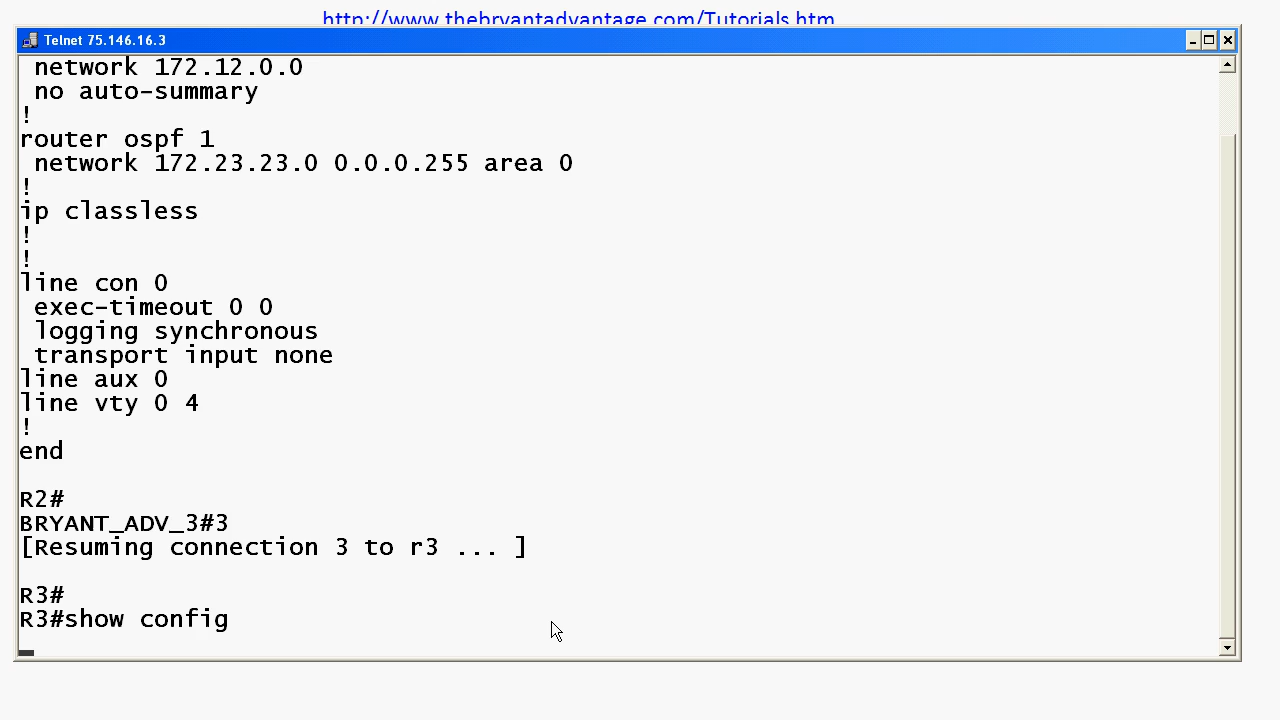 http://www.thebryantadvantage.com/Tutorials.htm
Telnet 75.146.16.3
network 172.12.0.0
no auto-summary
!
router ospf 1
network 172.23.23.0 0.0.0.255 area 0
!
ip classless
!
!
line con 0
exec-timeout 0 0
logging synchronous
transport input none
line aux 0
line vty 0 4
!
end
R2#
BRYANT_ADV_3#3
[Resuming connection 3 to r3 ... ]
R3#
R3#show config